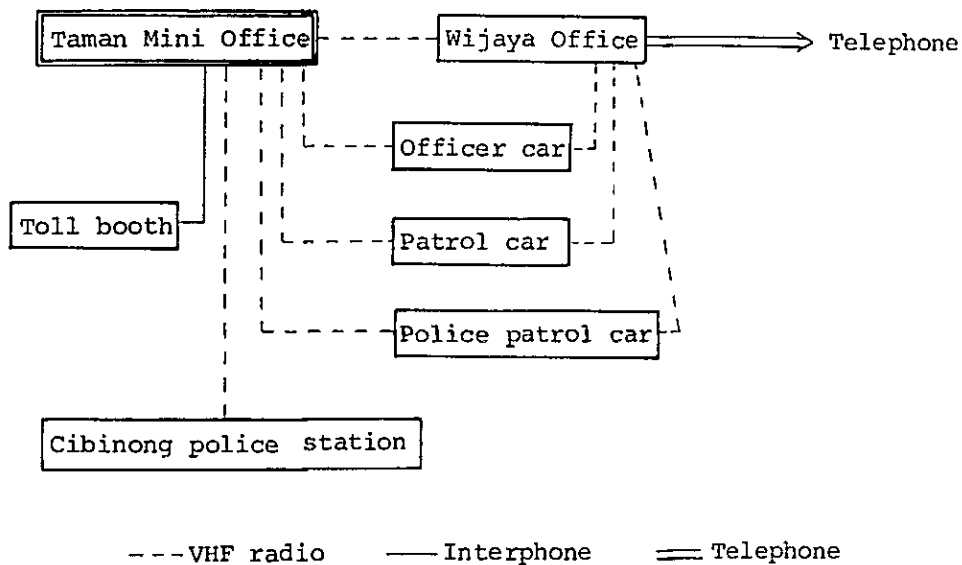 Taman Mini Office
Wijaya Office
Telephone
Officer car
Toll booth
Patrol car
Police patrol car
Cibinong police station
VHF radio
Interphone
Telephone